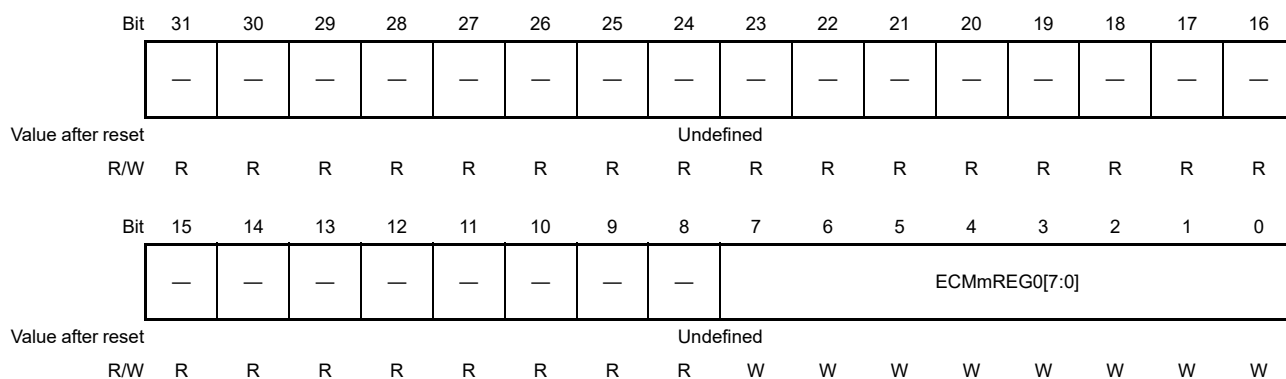 Bit 31 30 29 28 27 26 25 24 23 22 21 20 19 18 17 16
— — — — — — — — — — — — — — — —
Value after reset Undefined
R/W R R R R R R R R R R R R R R R R
Bit 15 14 13 12 11 10 9 8 7 6 5 4 3 2 1 0
— — — — — — — — ECMmREG0[7:0]
Value after reset Undefined
R/W R R R R R R R R W W W W W W W W